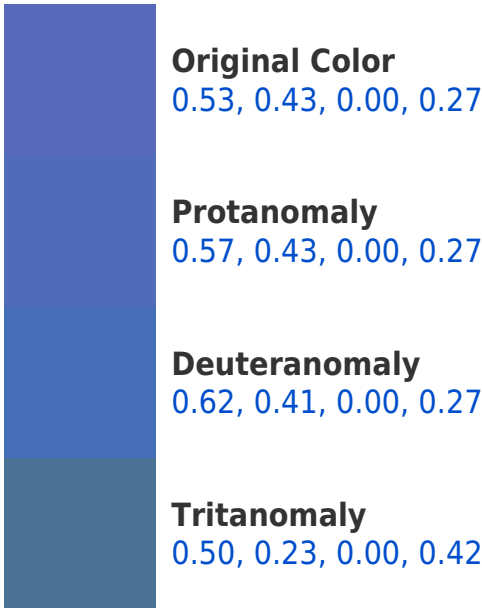 Original Color
0.53, 0.43, 0.00, 0.27
Protanomaly
0.57, 0.43, 0.00, 0.27
Deuteranomaly
0.62, 0.41, 0.00, 0.27
Tritanomaly
0.50, 0.23, 0.00, 0.42